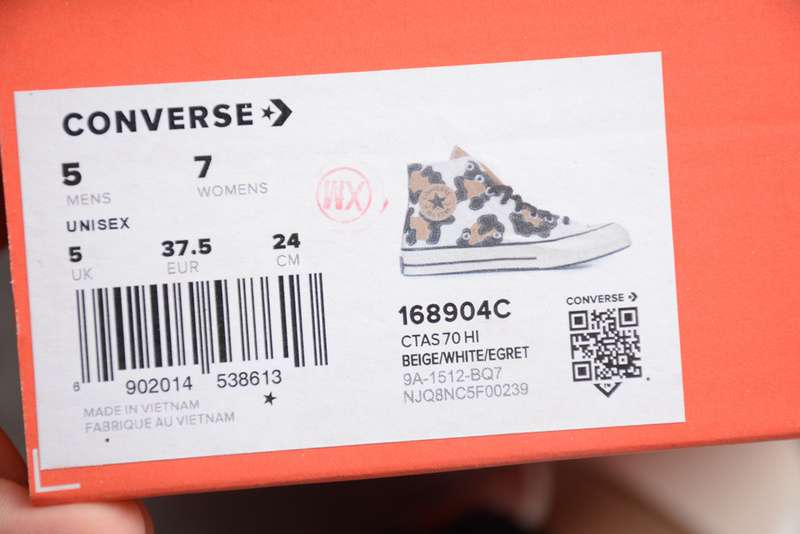 CONVERSE
5 7
MENS WOMENS
UNISEX
5 37.5 24
UK EUR CM
WX
6 902014 538613
MADE IN VIETNAM
FABRIQUE AU VIETNAM
168904C
CTAS 70 HI
BEIGE/WHITE/EGRET
9A-1512-BQ7
NJQ8NC5F00239
CONVERSE